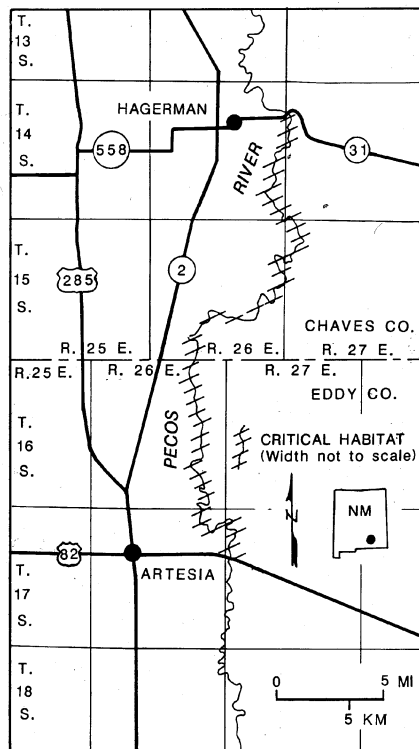 T.
13
S.
HAGERMAN
T.
14
S.
558
31
RIVER
T.
15
S.
285
2
CHAVES CO.
R. 25 E.
R. 26 E.
R. 27 E.
R.25 E.
R. 26 E.
R. 27 E.
EDDY CO.
T.
16
S.
PECOS
CRITICAL HABITAT
(Width not to scale)
N
NM
82
ARTESIA
T.
17
S.
T.
18
S.
0
5 MI
5 KM